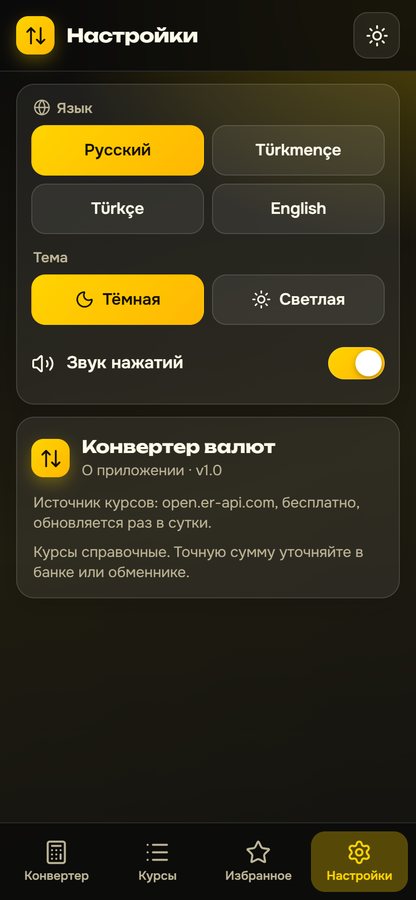 Настройки
Язык
Русский
Türkmençe
Türkçe
English
Тема
Тёмная
Светлая
Звук нажатий
Конвертер валют
О приложении · v1.0
Источник курсов: open.er-api.com, бесплатно,
обновляется раз в сутки.
Курсы справочные. Точную сумму уточняйте в
банке или обменнике.
Конвертер
Курсы
Избранное
Настройки